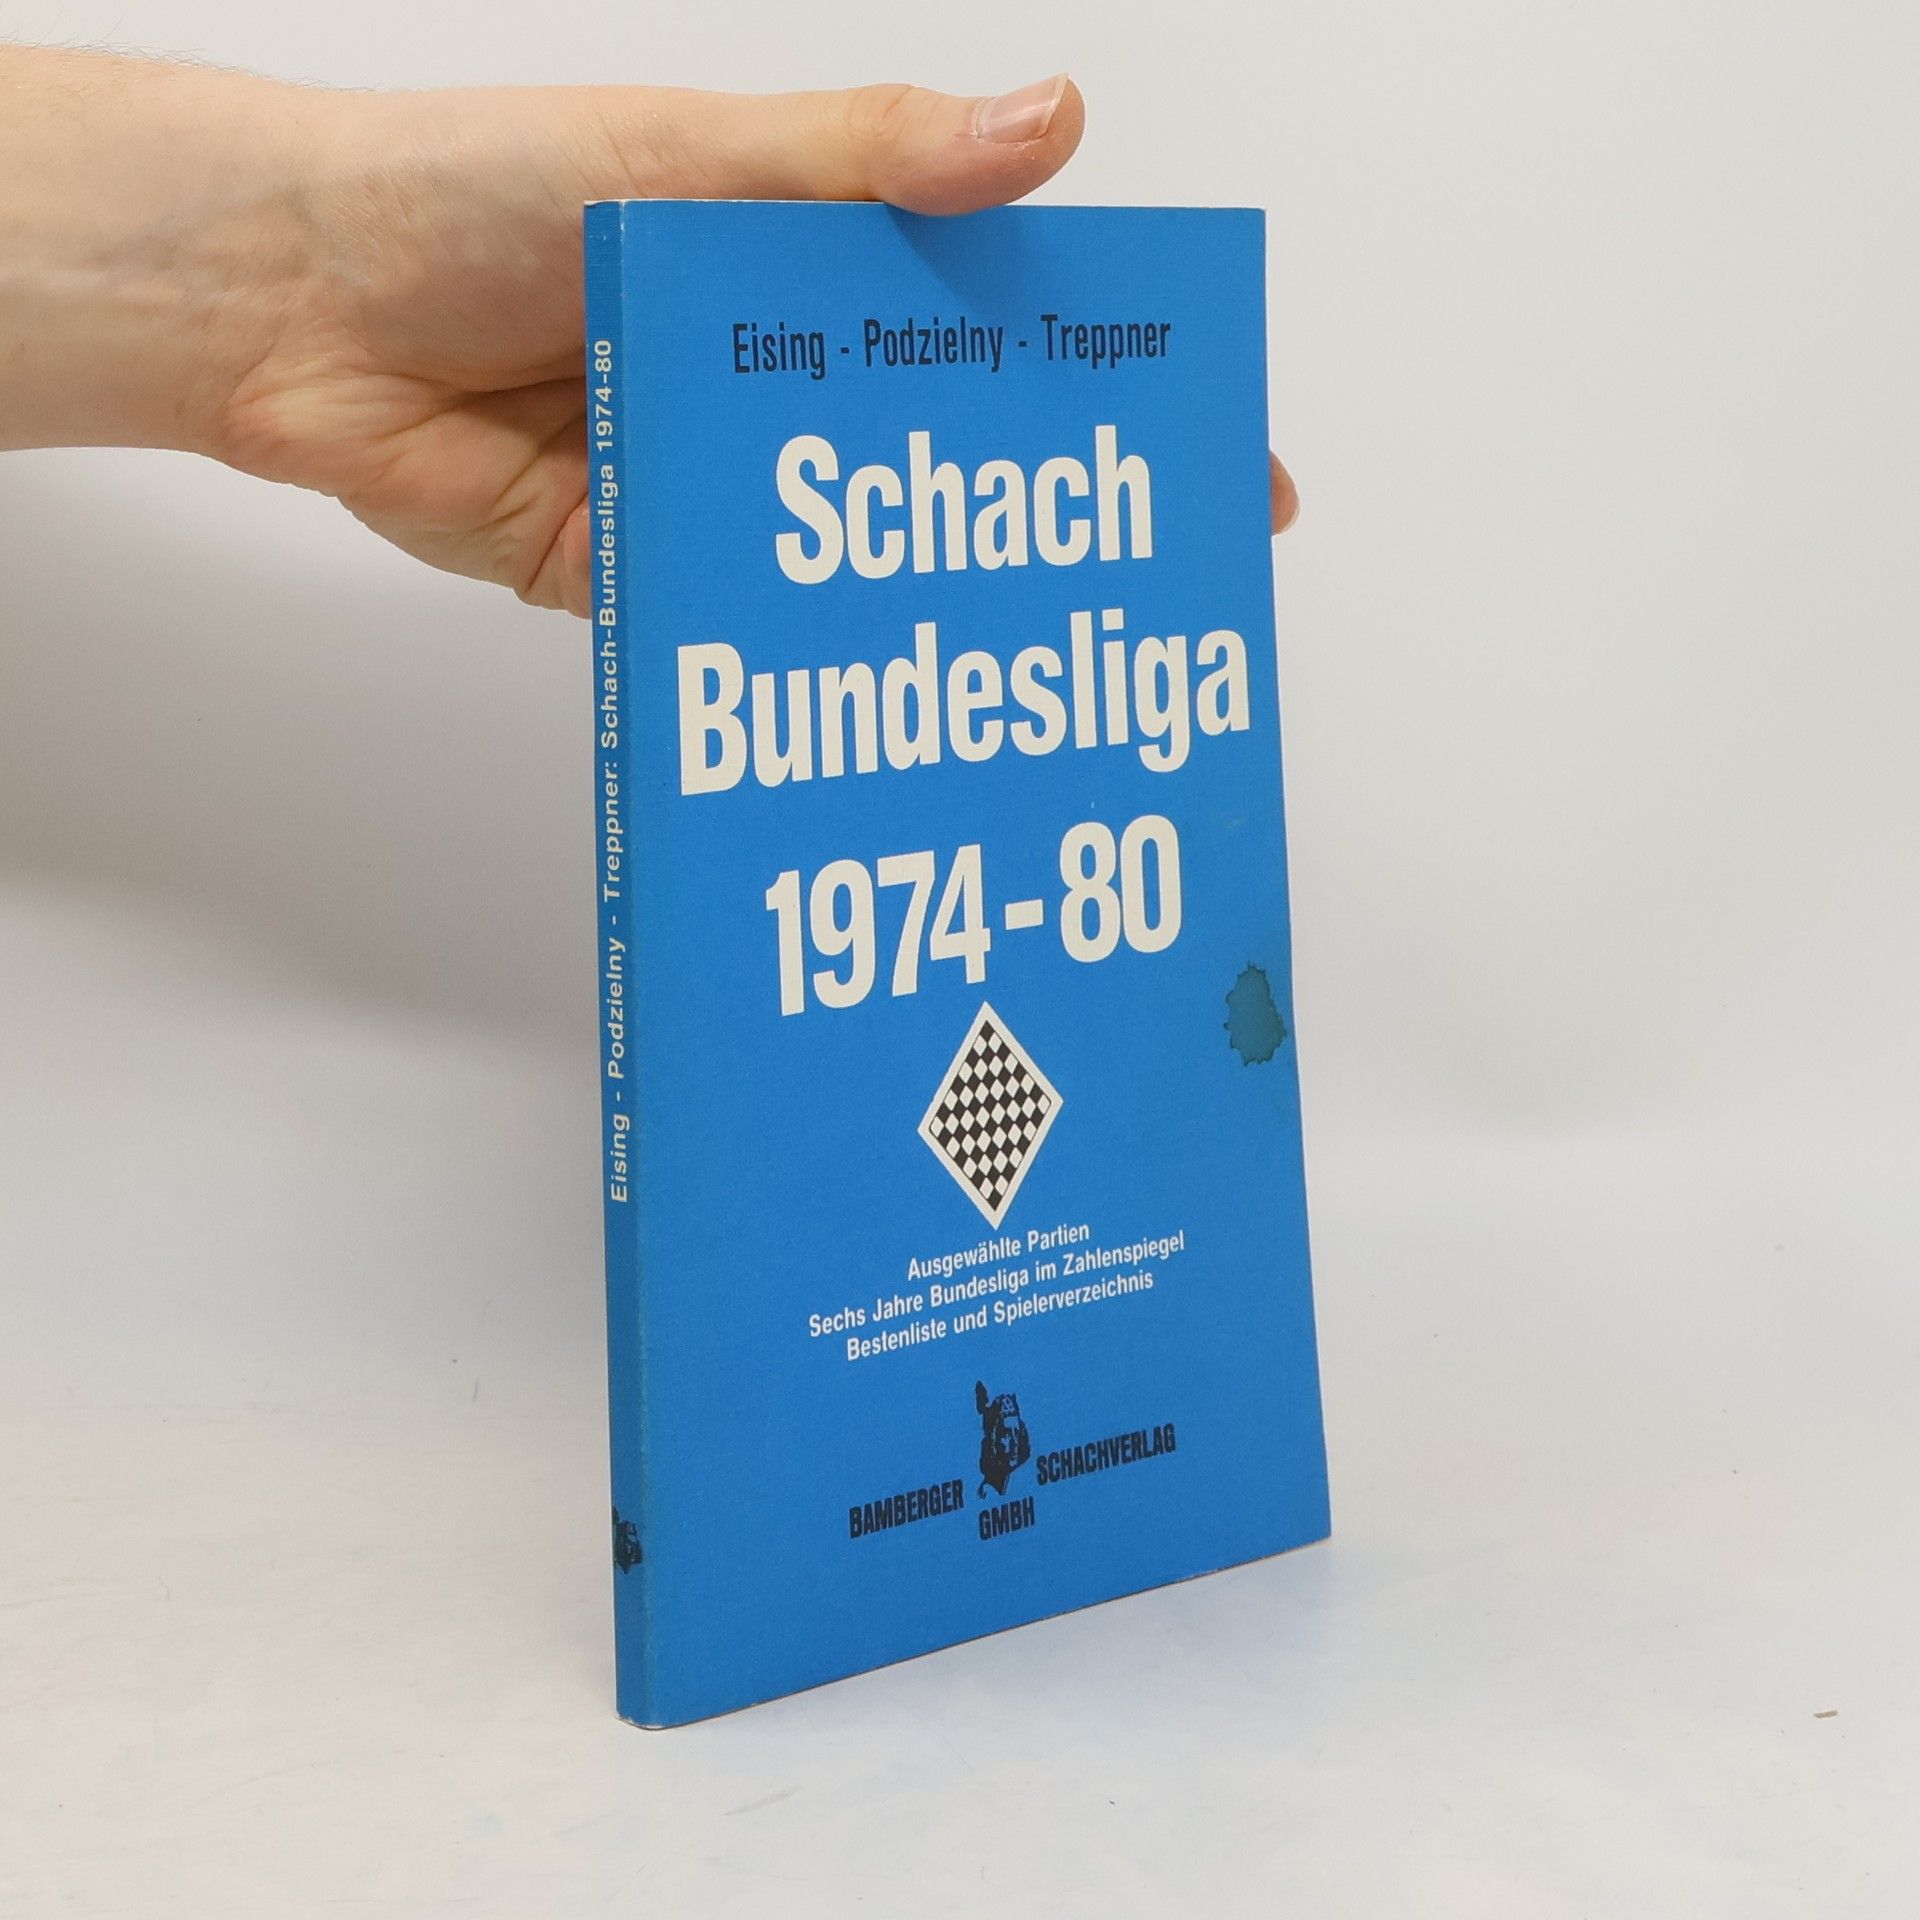 Eising - Podzielny - Treppner
Schach
Bundesliga
1974-80
Ausgewählte Partien
Sechs Jahre Bundesliga im Zahlenspiegel
Bestenliste und Spielerverzeichnis
BAMBERGER SCHACHVERLAG
GMBH
Eising - Podzielny - Treppner: Schach-Bundesliga 1974-80